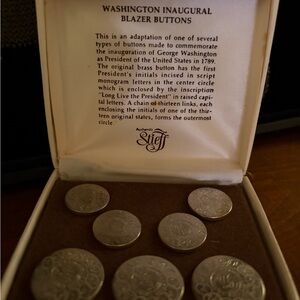 WASHINGTON INAUGURAL
BLAZER BUTTONS
This is an adaptation of one of several
types of buttons made to commemorate
the inauguration of George Washington
as President of the United States in 1789.
The original brass button has the first
President's initials incised in script
monogram letters in the center circle
which is enclosed by the inscription
"Long Live the President" in raised capi-
tal letters. A chain of thirteen links, each
enclosing the initials of one of the thir-
teen original states, forms the outermost
circle.
Authentic
Stieff